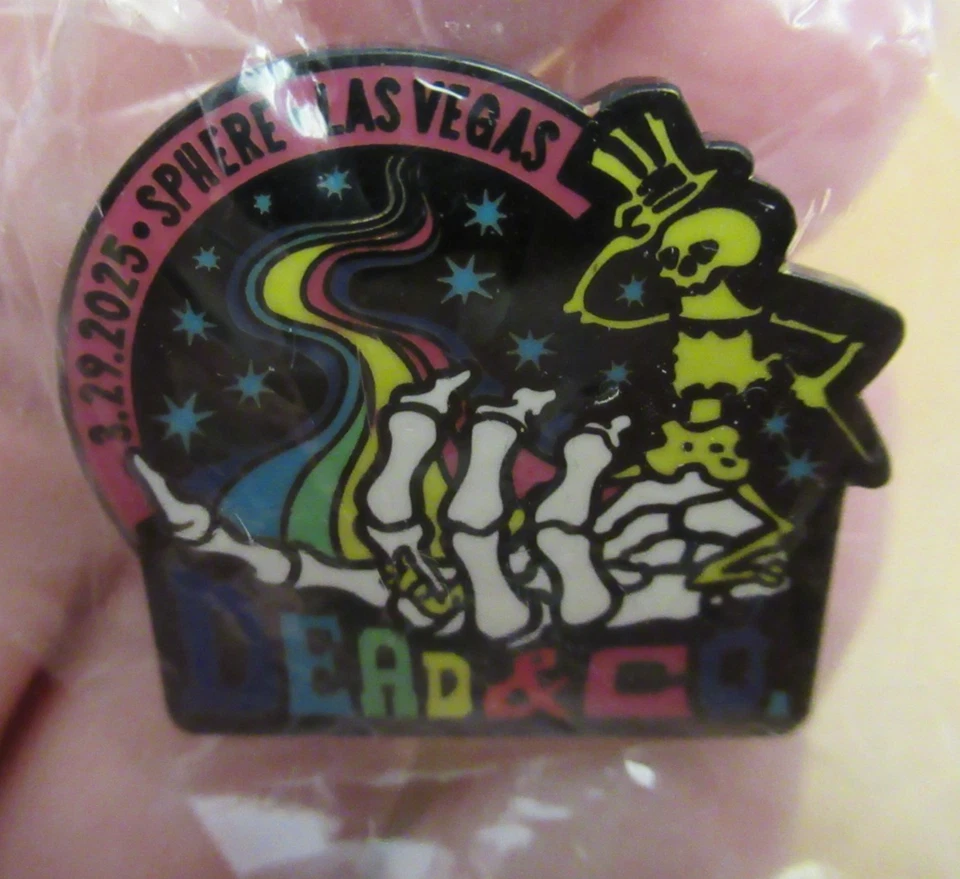 3.29.2025 • SPHERE LAS VEGAS
DEAD & CO.